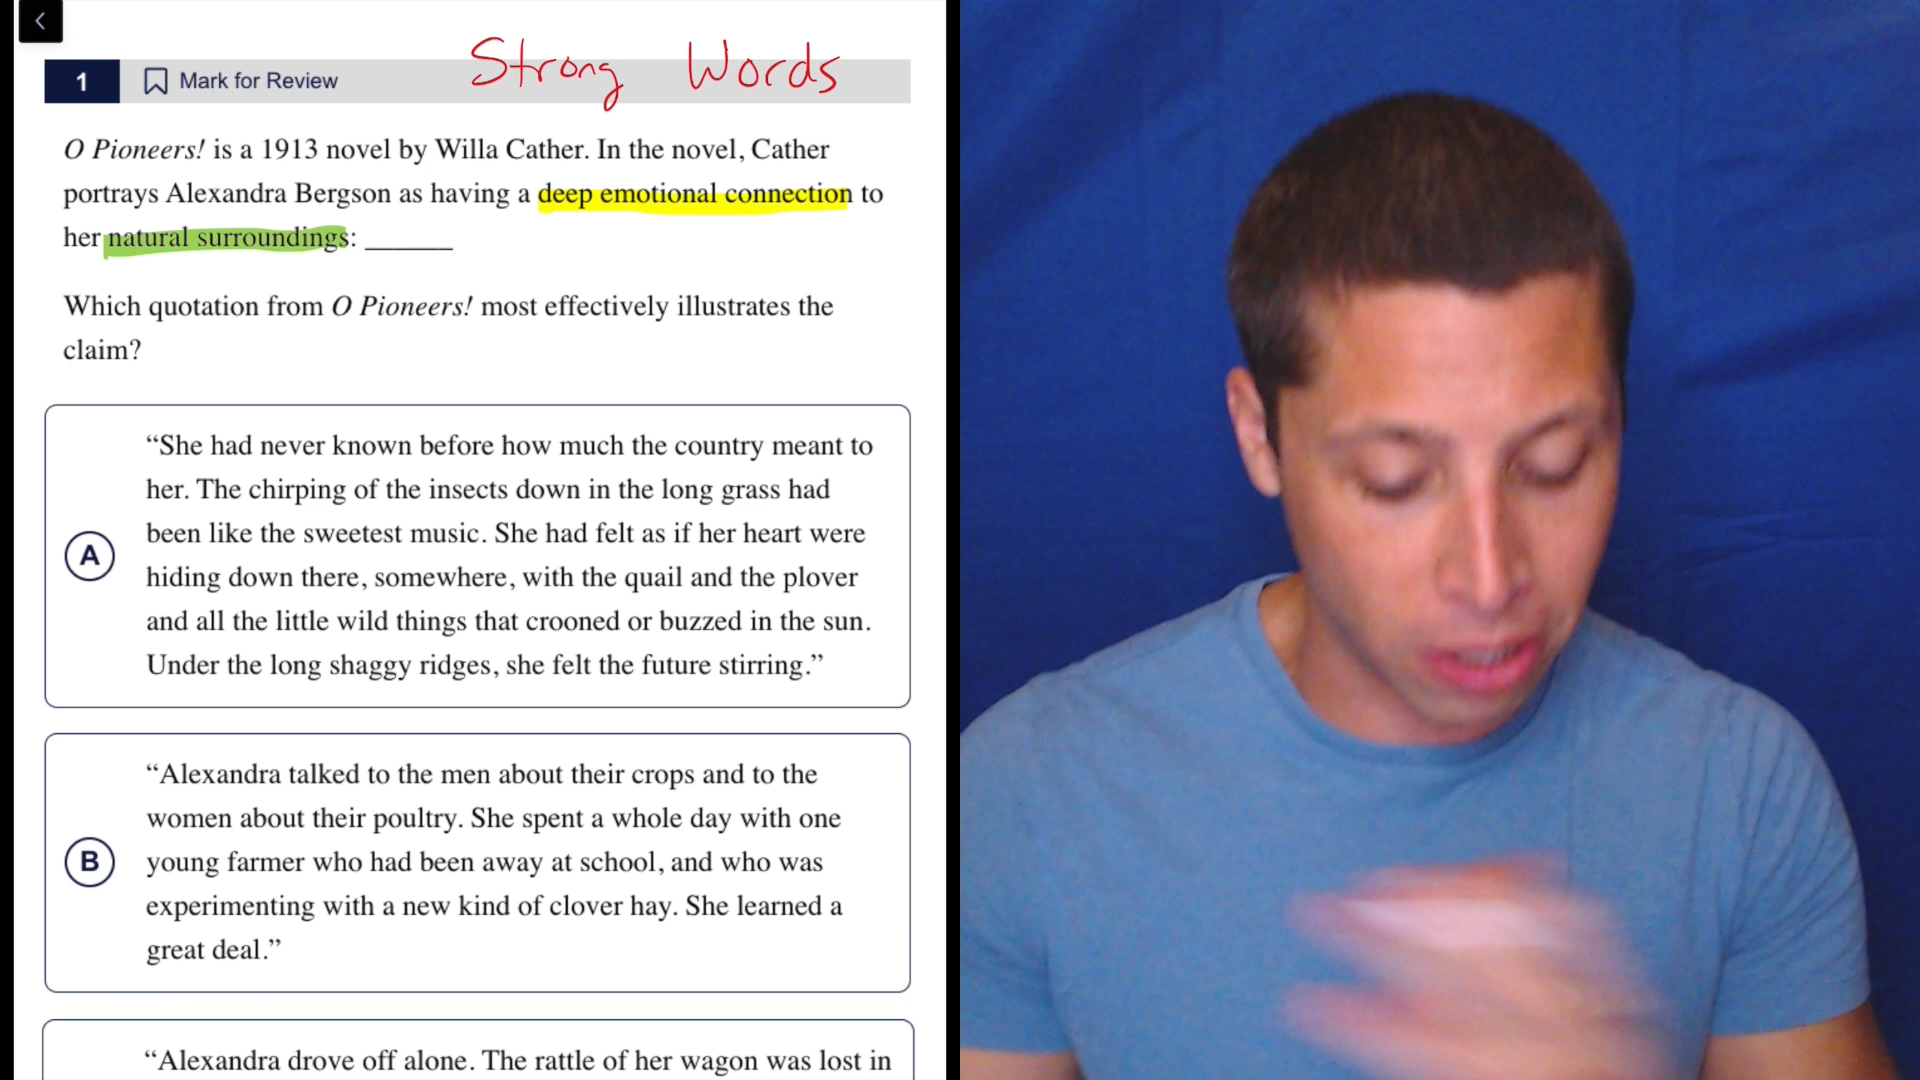 Strong Words
1 Mark for Review
O Pioneers! is a 1913 novel by Willa Cather. In the novel, Cather
portrays Alexandra Bergson as having a deep emotional connection to
her natural surroundings: ______
Which quotation from O Pioneers! most effectively illustrates the
claim?
A
“She had never known before how much the country meant to
her. The chirping of the insects down in the long grass had
been like the sweetest music. She had felt as if her heart were
hiding down there, somewhere, with the quail and the plover
and all the little wild things that crooned or buzzed in the sun.
Under the long shaggy ridges, she felt the future stirring.”
B
“Alexandra talked to the men about their crops and to the
women about their poultry. She spent a whole day with one
young farmer who had been away at school, and who was
experimenting with a new kind of clover hay. She learned a
great deal.”
“Alexandra drove off alone. The rattle of her wagon was lost in